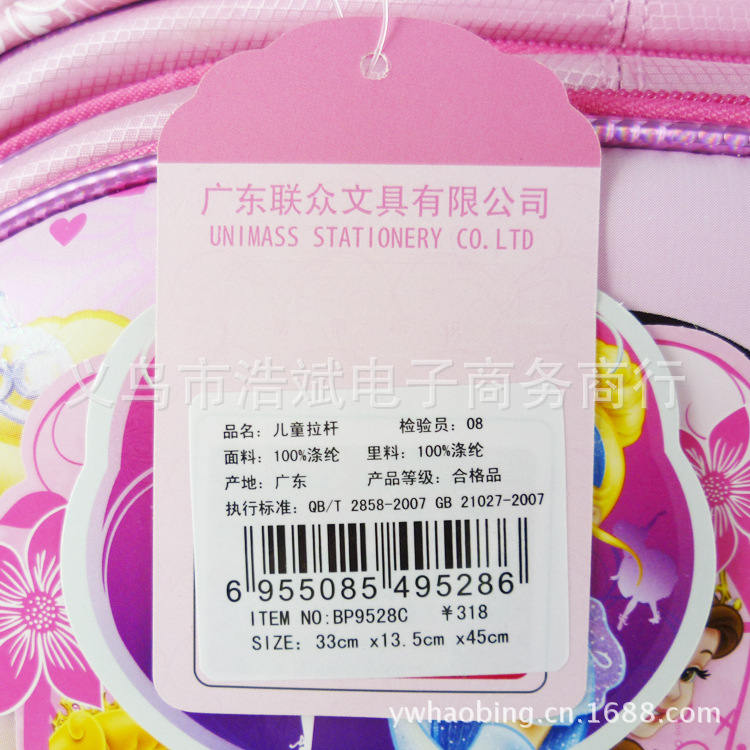 广东联众文具有限公司
UNIMASS STATIONERY CO.LTD
义乌市浩斌电子商务商行
品名：儿童拉杆 检验员：08
面料：100%涤纶 里料：100%涤纶
产地：广东 产品等级：合格品
执行标准：QB/T 2858-2007 GB 21027-2007
6 955085 495286
ITEM NO:BP9528C ¥318
SIZE: 33cm x13.5cm x45cm
ywhaobing.cn.1688.com